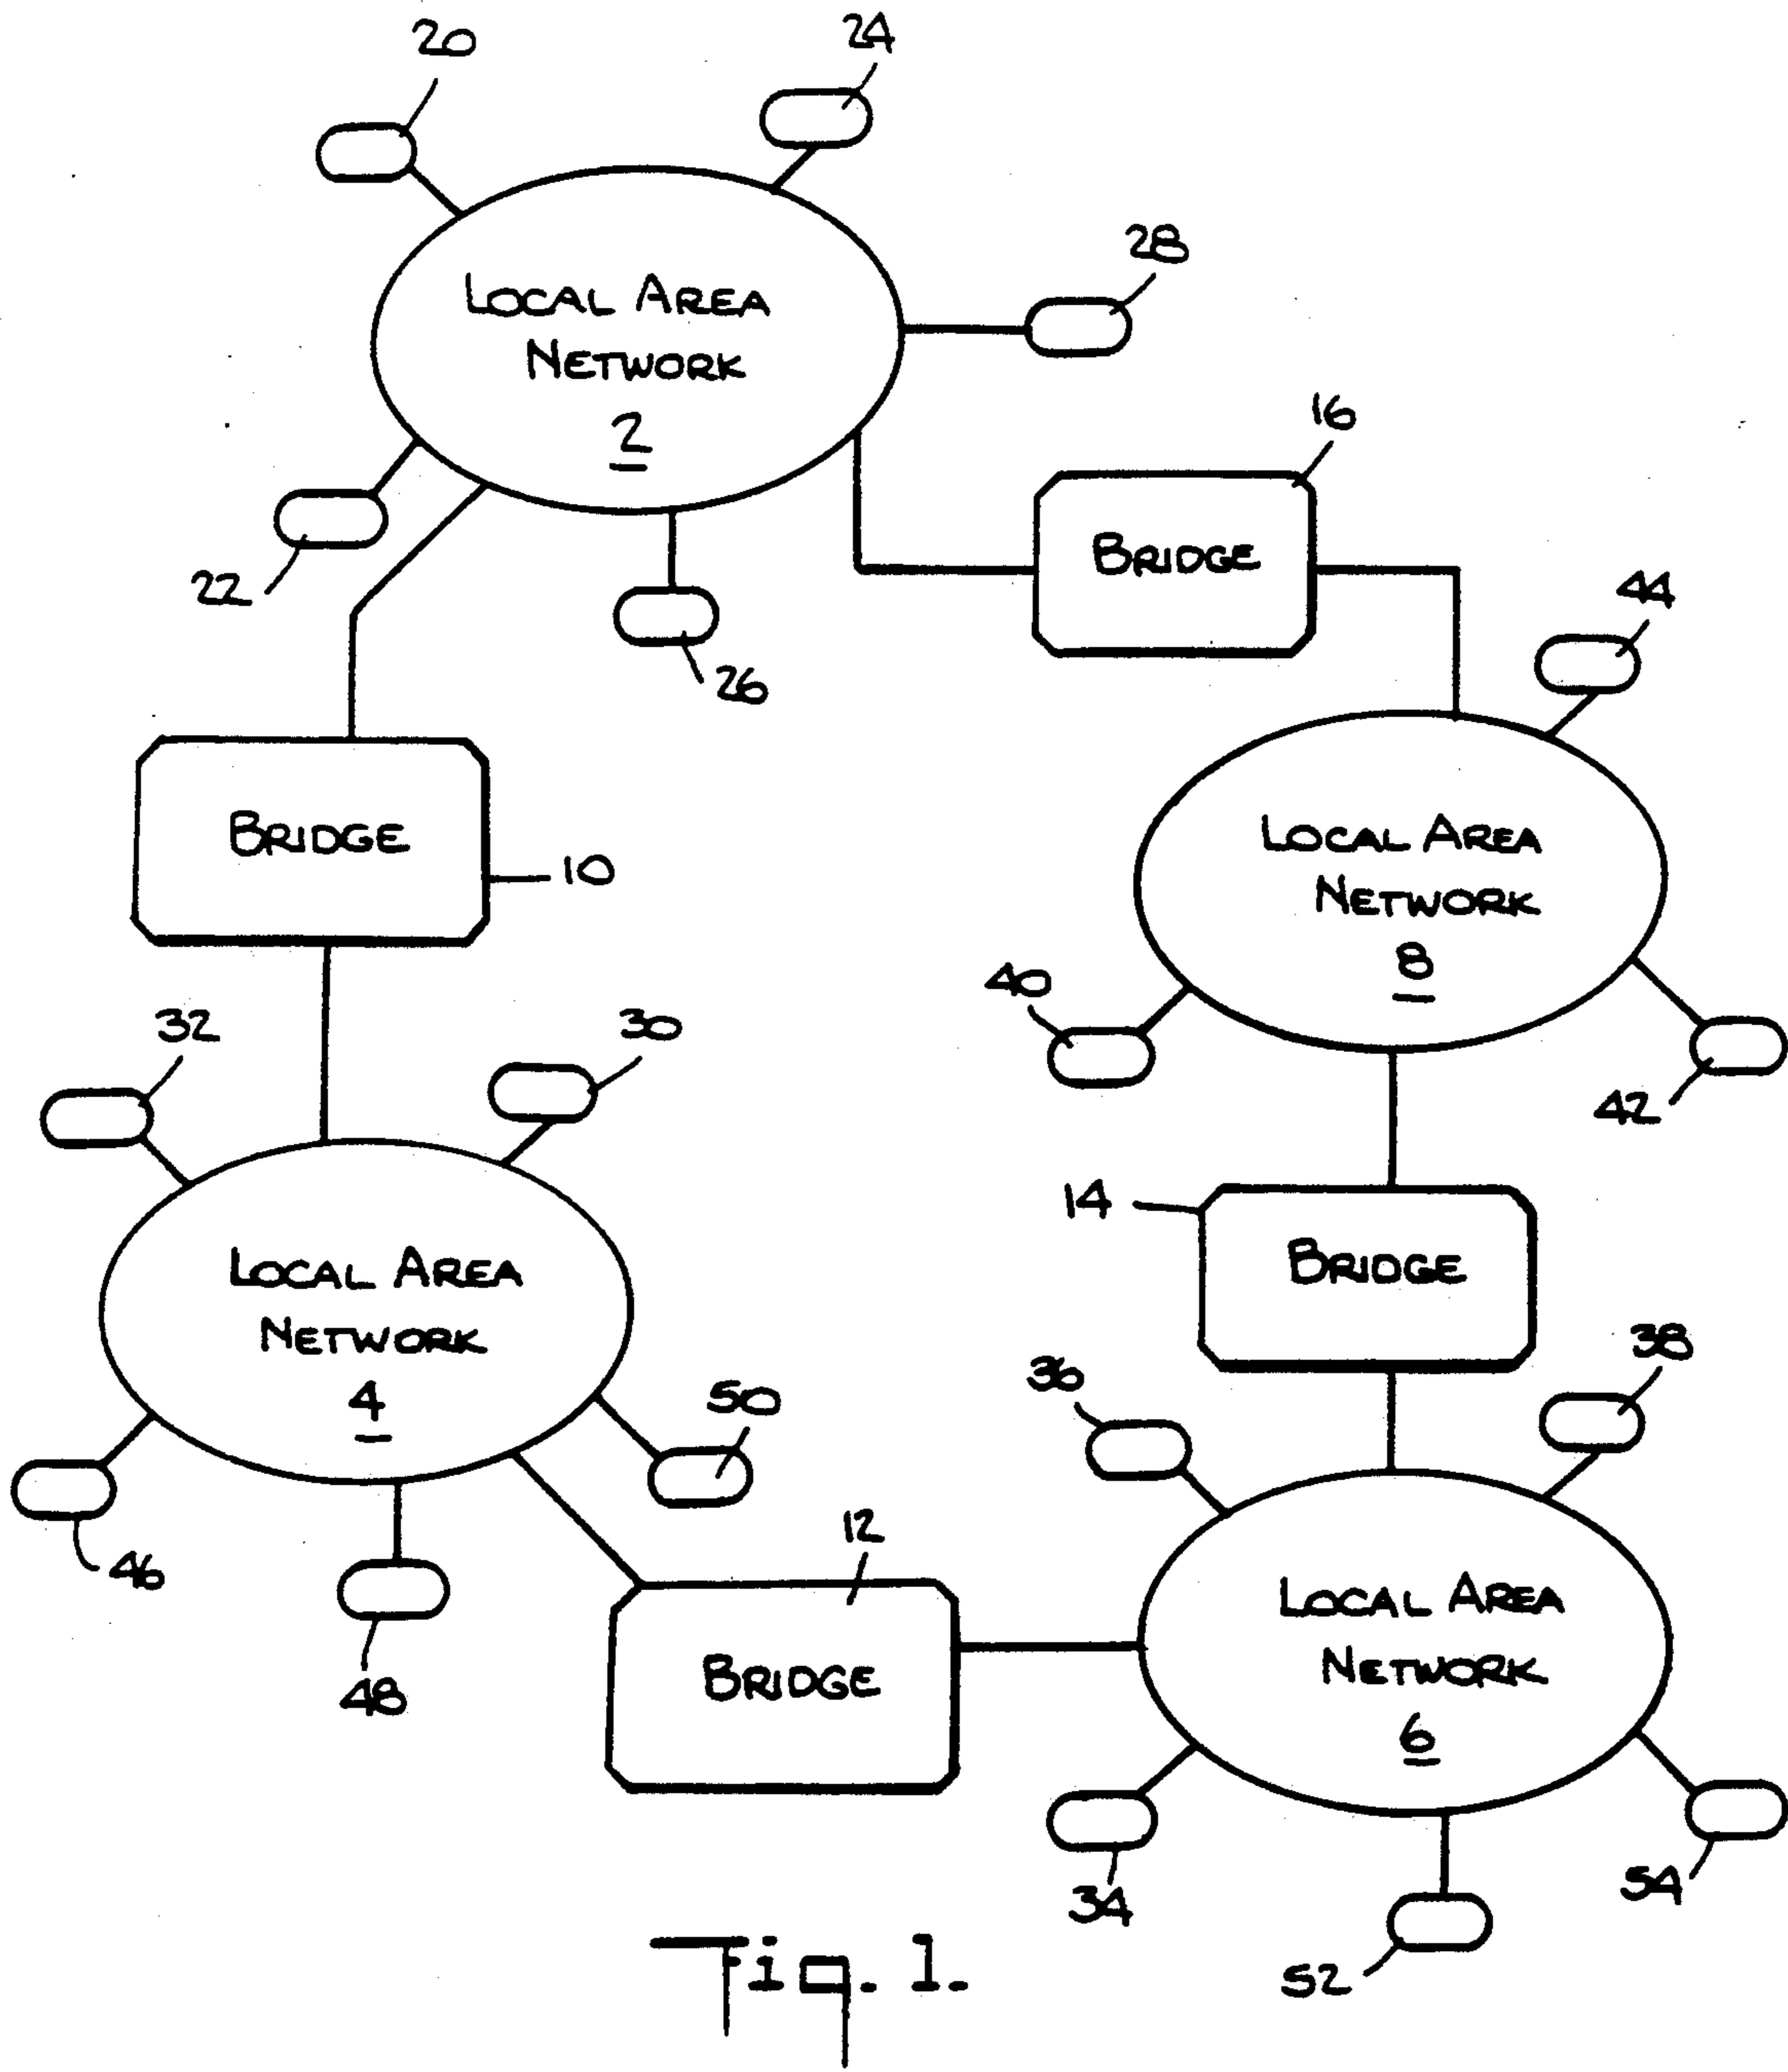 20
24
28
LOCAL AREA
NETWORK
2
16
BRIDGE
22
26
44
BRIDGE
10
LOCAL AREA
NETWORK
8
40
42
32
30
14
BRIDGE
LOCAL AREA
NETWORK
4
50
36
38
46
48
12
BRIDGE
LOCAL AREA
NETWORK
6
34
54
52
Fig. 1.